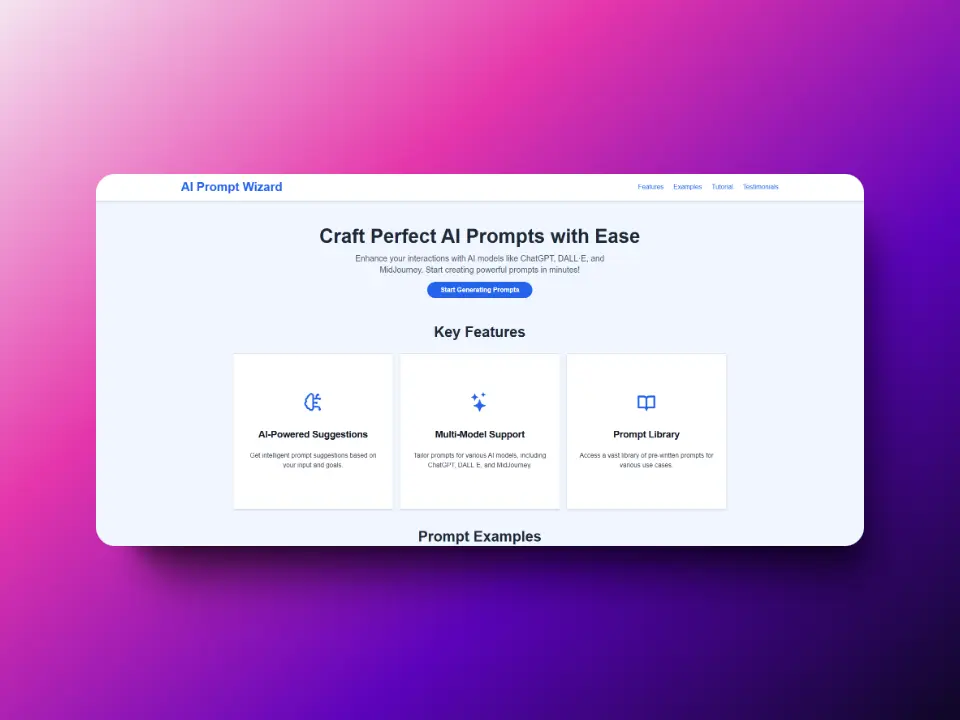 AI Prompt Wizard
Features Examples Tutorial Testimonials
Craft Perfect AI Prompts with Ease
Enhance your interactions with AI models like ChatGPT, DALL·E, and
MidJourney. Start creating powerful prompts in minutes!
Start Generating Prompts
Key Features
AI-Powered Suggestions
Get intelligent prompt suggestions based on
your input and goals.
Multi-Model Support
Tailor prompts for various AI models, including
ChatGPT, DALL·E, and MidJourney.
Prompt Library
Access a vast library of pre-written prompts for
various use cases.
Prompt Examples